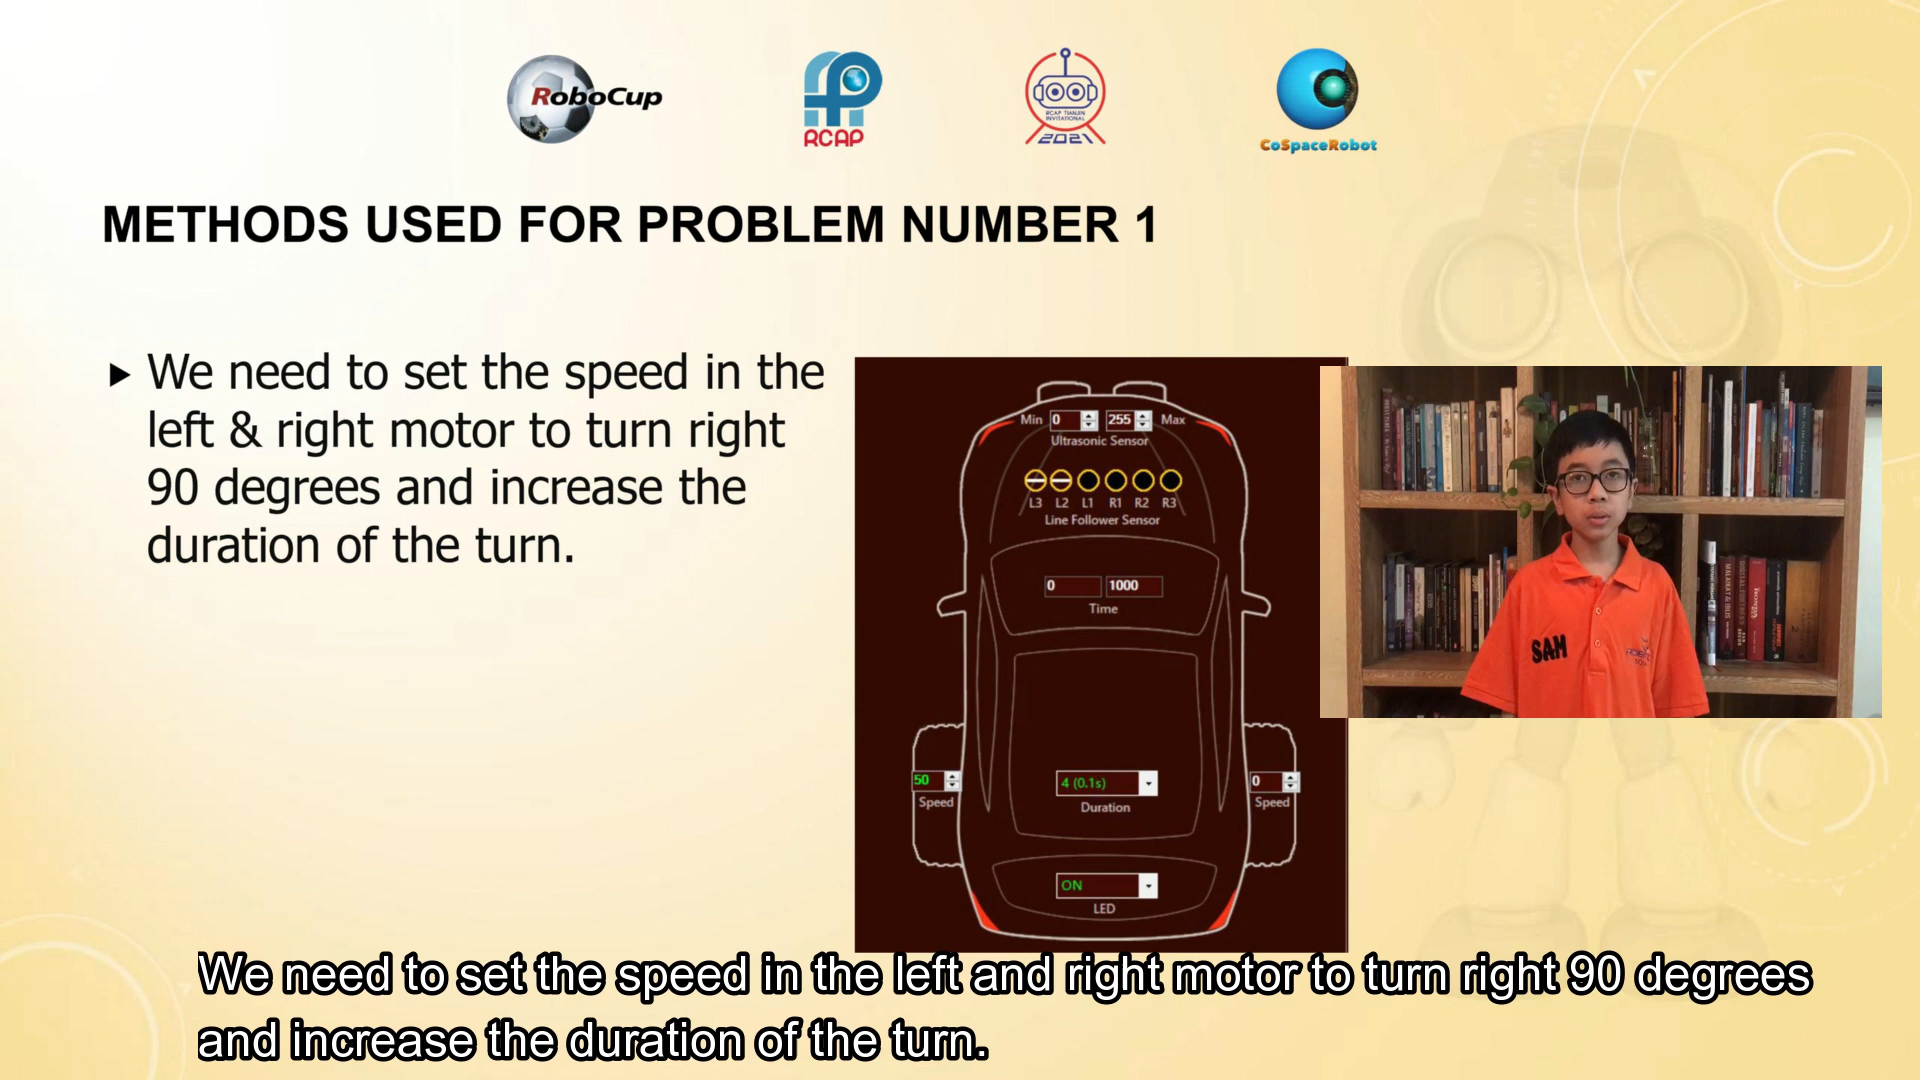 RoboCup
RCAP
RCAP TIANJIN
INVITATIONAL
2021
CoSpaceRobot
METHODS USED FOR PROBLEM NUMBER 1
We need to set the speed in the
left & right motor to turn right
90 degrees and increase the
duration of the turn.
Min 0 255 Max
Ultrasonic Sensor
L3 L2 L1 R1 R2 R3
Line Follower Sensor
0 1000
Time
50 4 (0.1s) 0
Speed Duration Speed
ON
LED
SAM
We need to set the speed in the left and right motor to turn right 90 degrees
and increase the duration of the turn.